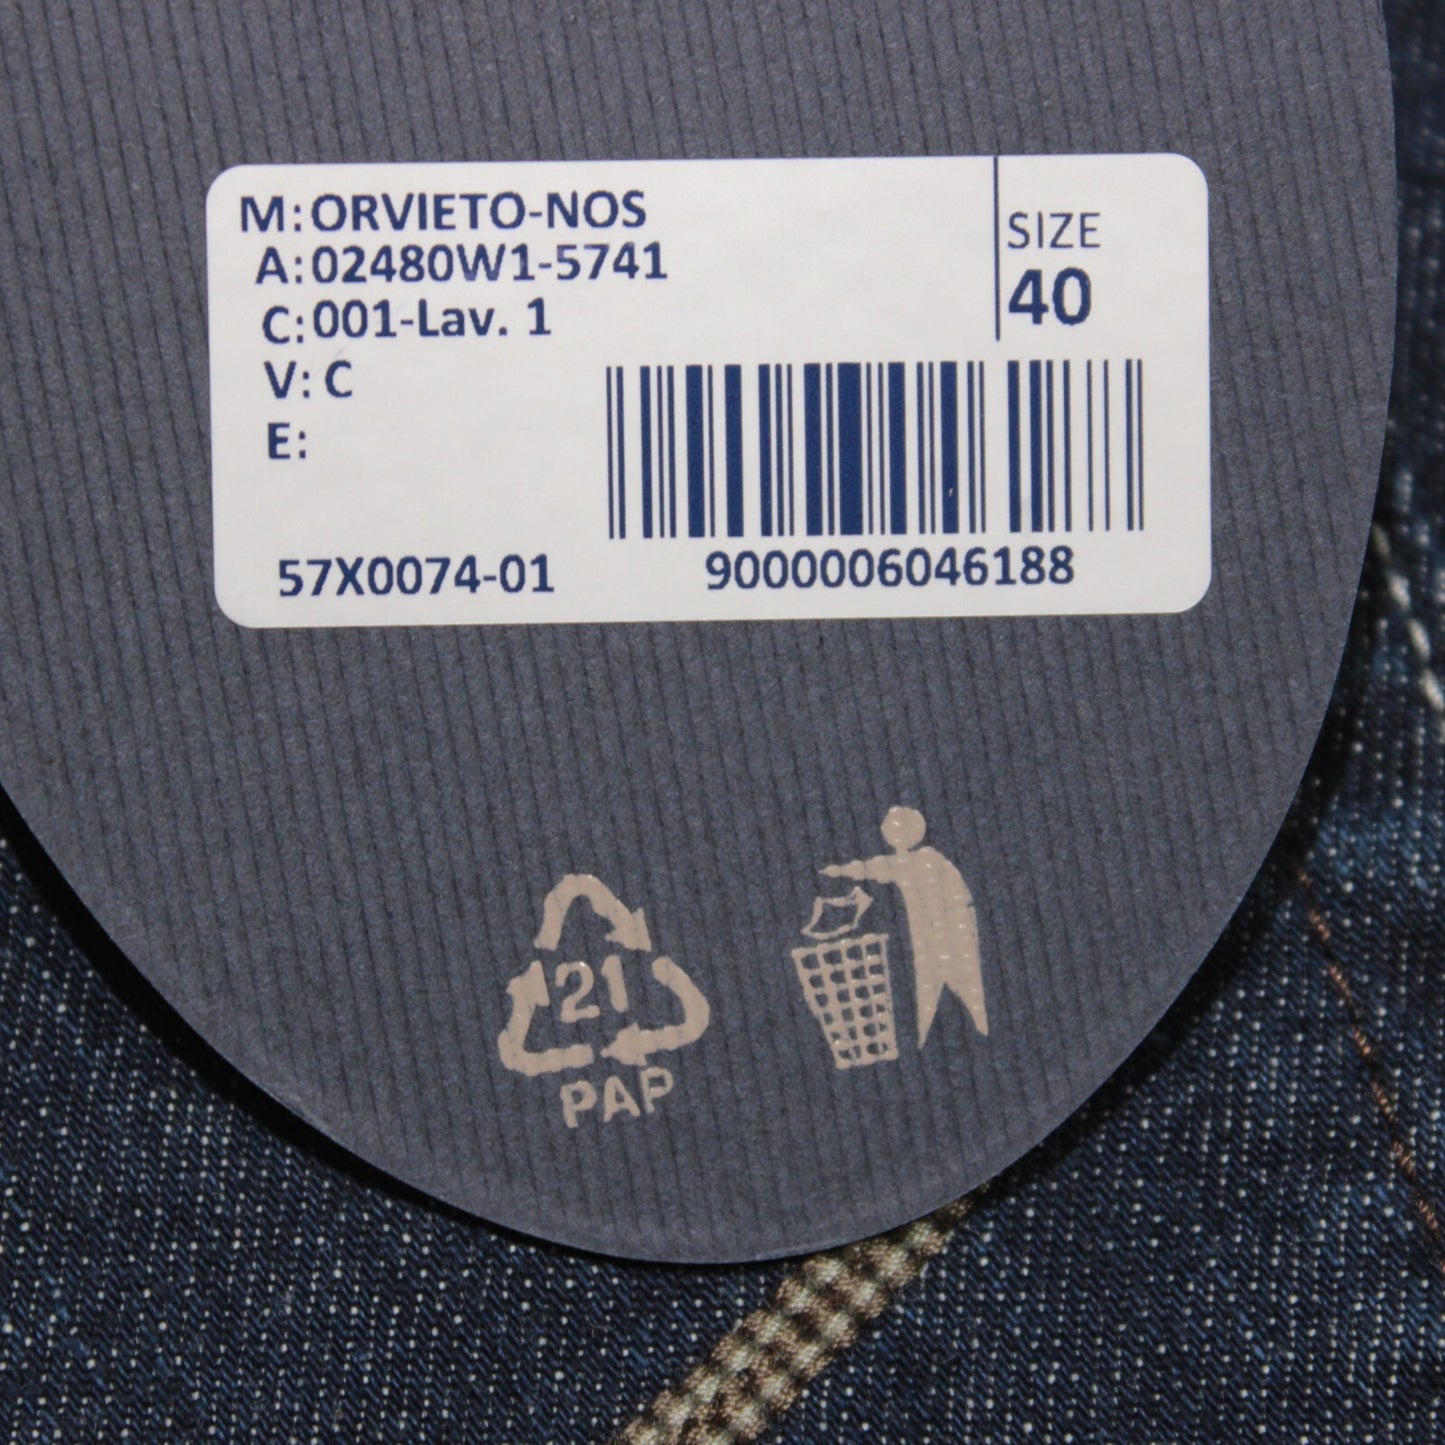 M: ORVIETO-NOS
A: 02480W1-5741
C: 001-Lav. 1
V: C
E:
SIZE
40
57X0074-01
9000006046188
21
PAP